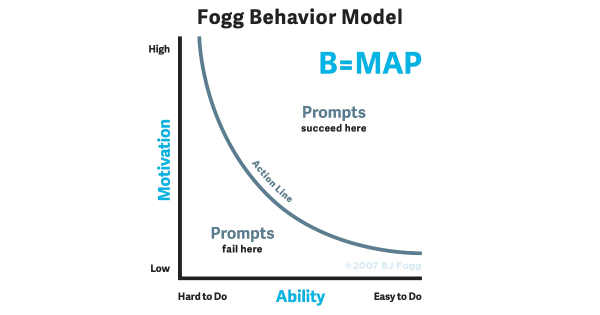 Fogg Behavior Model
High
B=MAP
Prompts
succeed here
Motivation
Action Line
Prompts
fail here
Low
©2007 BJ Fogg
Hard to Do
Ability
Easy to Do